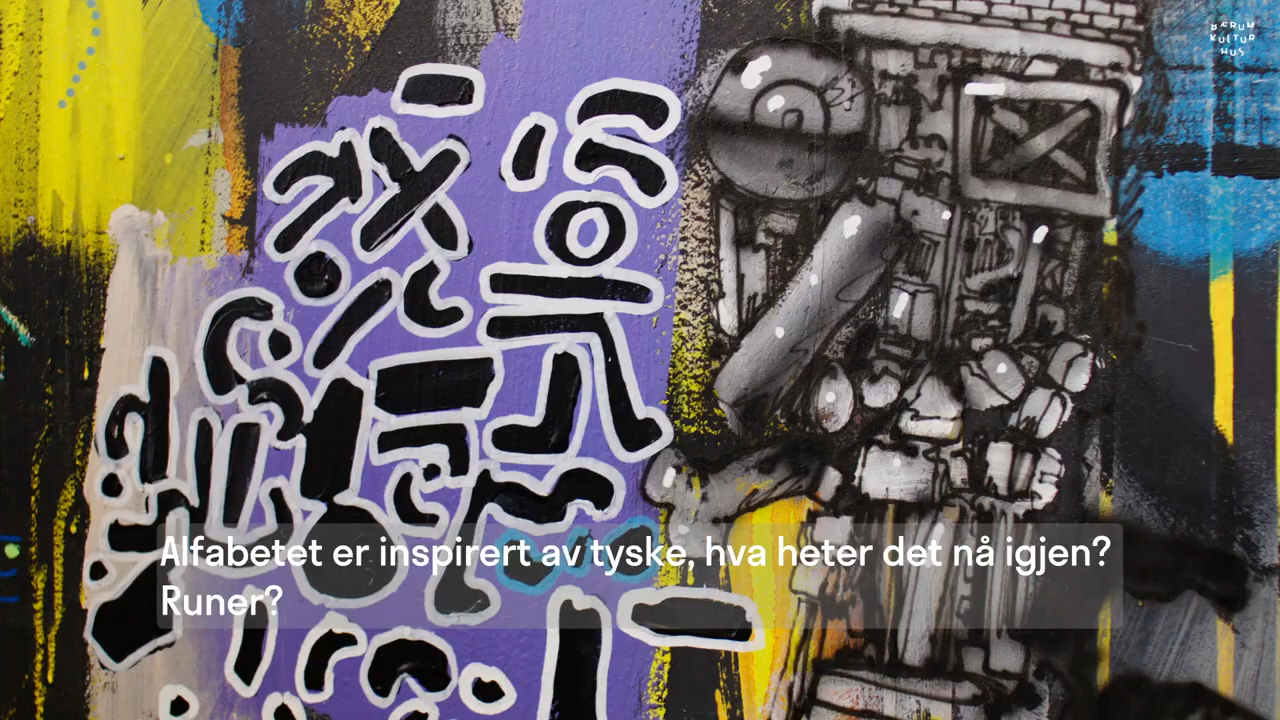 BÆRUM
KULTUR
HUS
Alfabetet er inspirert av tyske, hva heter det nå igjen?
Runer?